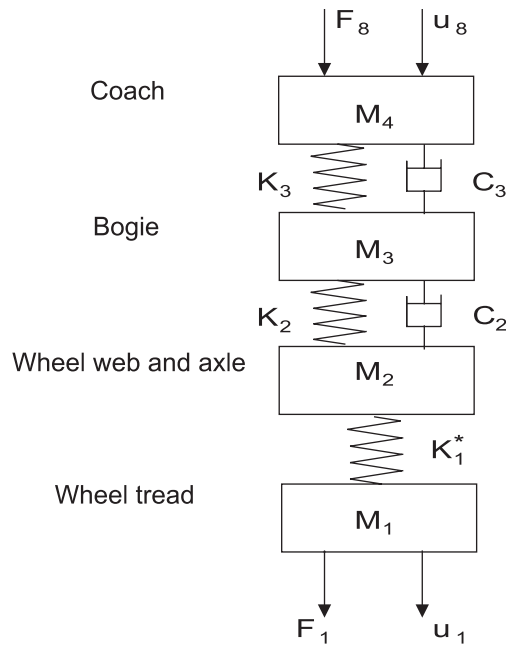 F₈ u₈
Coach
M₄
K₃ C₃
Bogie
M₃
K₂ C₂
Wheel web and axle
M₂
K₁*
Wheel tread
M₁
F₁ u₁